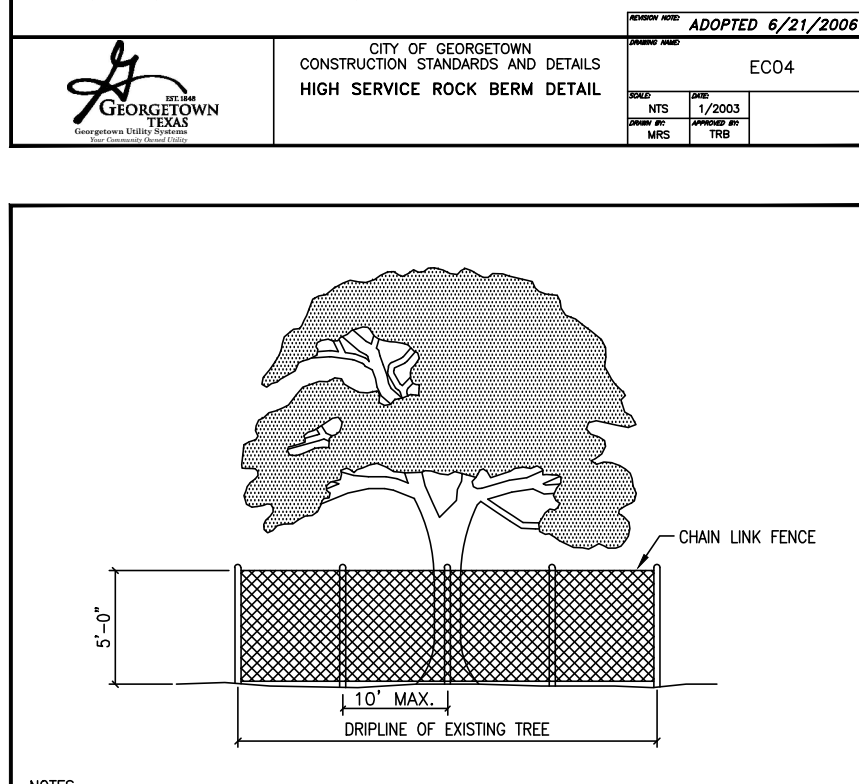 REVISION NOTE:
ADOPTED 6/21/2006
CITY OF GEORGETOWN
CONSTRUCTION STANDARDS AND DETAILS
HIGH SERVICE ROCK BERM DETAIL
DRAWING NAME:
EC04
SCALE:
NTS
DATE:
1/2003
DRAWN BY:
MRS
APPROVED BY:
TRB
G
EST. 1848
GEORGETOWN
TEXAS
Georgetown Utility Systems
Your Community Owned Utility
CHAIN LINK FENCE
5'-0"
10' MAX.
DRIPLINE OF EXISTING TREE
NOTES